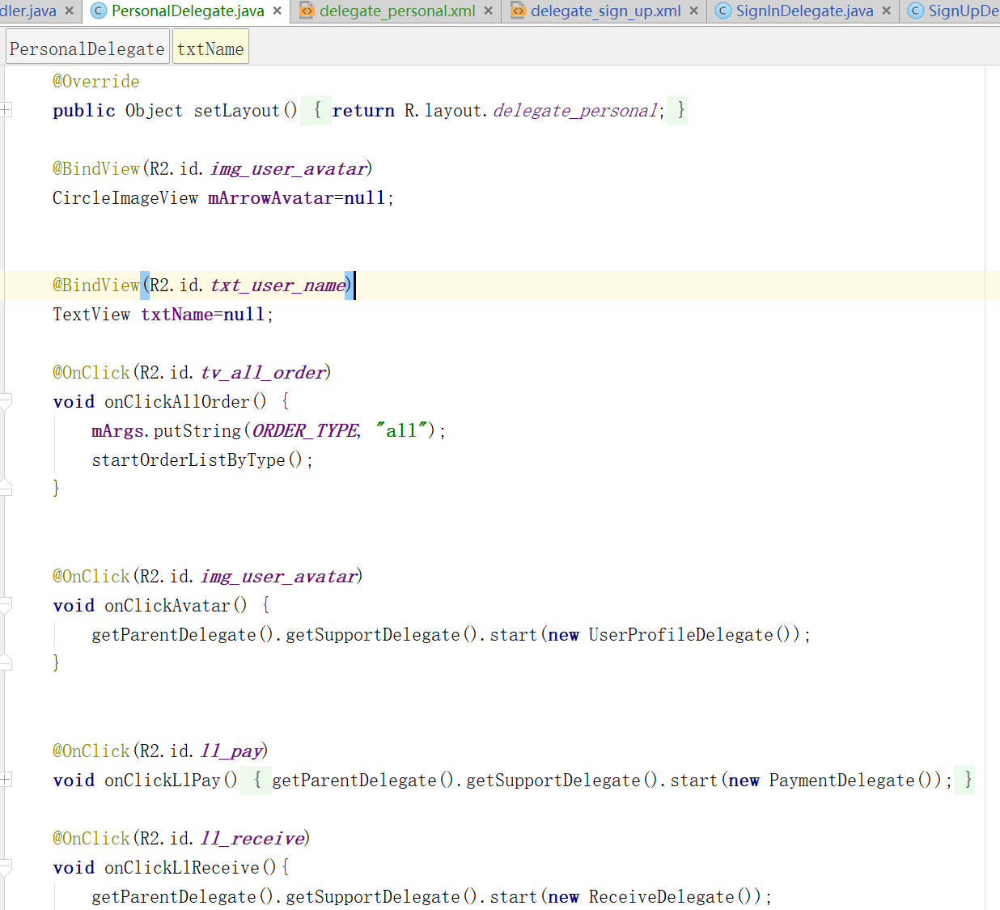 dler.java × PersonalDelegate.java × delegate_personal.xml × delegate_sign_up.xml × SignInDelegate.java × SignUpDe
PersonalDelegate txtName
@Override
public Object setLayout() { return R.layout.delegate_personal; }
@BindView(R2.id.img_user_avatar)
CircleImageView mArrowAvatar=null;
@BindView(R2.id.txt_user_name)
TextView txtName=null;
@OnClick(R2.id.tv_all_order)
void onClickAllOrder() {
mArgs.putString(ORDER_TYPE, "all");
startOrderListByType();
}
@OnClick(R2.id.img_user_avatar)
void onClickAvatar() {
getParentDelegate().getSupportDelegate().start(new UserProfileDelegate());
}
@OnClick(R2.id.ll_pay)
void onClickLlPay() { getParentDelegate().getSupportDelegate().start(new PaymentDelegate()); }
@OnClick(R2.id.ll_receive)
void onClickLlReceive(){
getParentDelegate().getSupportDelegate().start(new ReceiveDelegate());